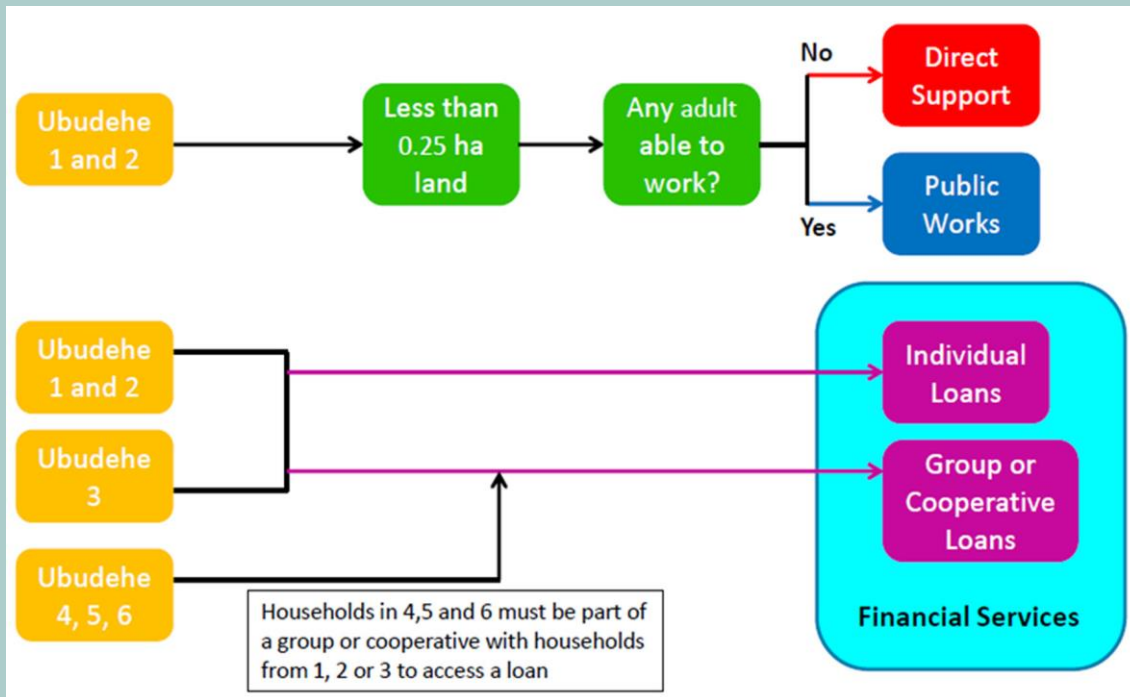 Ubudehe
1 and 2
Less than
0.25 ha
land
Any adult
able to
work?
No
Direct
Support
Yes
Public
Works
Ubudehe
1 and 2
Ubudehe
3
Ubudehe
4, 5, 6
Individual
Loans
Group or
Cooperative
Loans
Financial Services
Households in 4,5 and 6 must be part of
a group or cooperative with households
from 1, 2 or 3 to access a loan